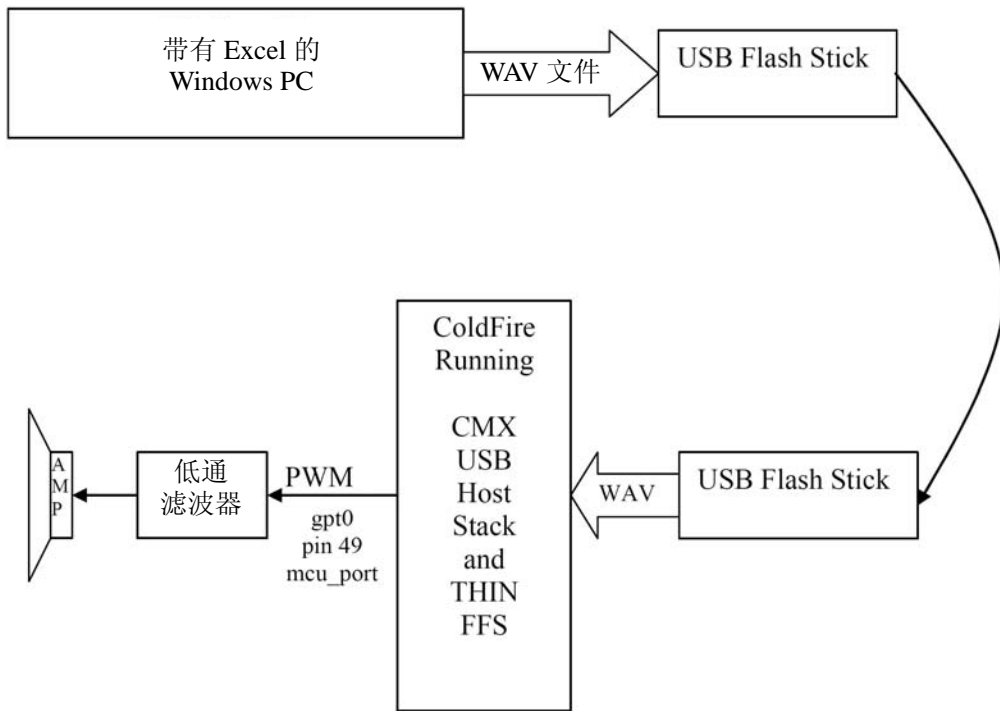 带有 Excel 的
Windows PC
WAV 文件
USB Flash Stick
ColdFire
Running
CMX
USB
Host
Stack
and
THIN
FFS
USB Flash Stick
WAV
PWM
gpt0
pin 49
mcu_port
低通
滤波器
A
M
P